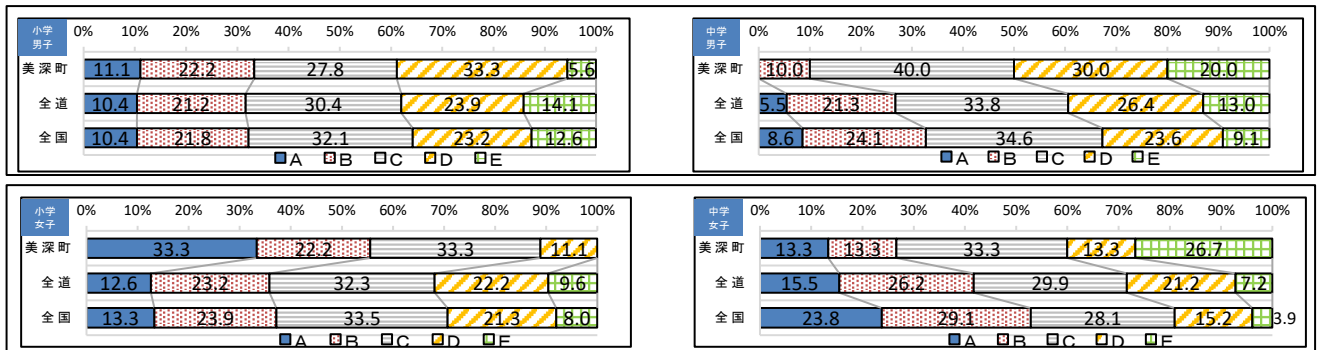 小学
男子
0% 10% 20% 30% 40% 50% 60% 70% 80% 90% 100%
美深町 11.1 22.2 27.8 33.3 5.6
全道 10.4 21.2 30.4 23.9 14.1
全国 10.4 21.8 32.1 23.2 12.6
A B C D E
中学
男子
0% 10% 20% 30% 40% 50% 60% 70% 80% 90% 100%
美深町 10.0 40.0 30.0 20.0
全道 5.5 21.3 33.8 26.4 13.0
全国 8.6 24.1 34.6 23.6 9.1
A B C D E
小学
女子
0% 10% 20% 30% 40% 50% 60% 70% 80% 90% 100%
美深町 33.3 22.2 33.3 11.1
全道 12.6 23.2 32.3 22.2 9.6
全国 13.3 23.9 33.5 21.3 8.0
A B C D E
中学
女子
0% 10% 20% 30% 40% 50% 60% 70% 80% 90% 100%
美深町 13.3 13.3 33.3 13.3 26.7
全道 15.5 26.2 29.9 21.2 7.2
全国 23.8 29.1 28.1 15.2 3.9
A B C D E